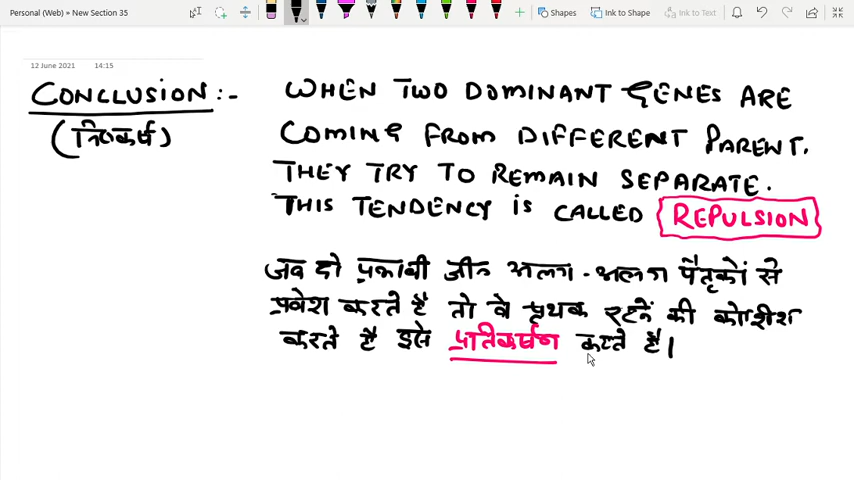 Personal (Web) » New Section 35
Shapes
Ink to Shape
Ink to Text
12 June 2021 14:15
CONCLUSION :-
(निष्कर्ष)
WHEN TWO DOMINANT GENES ARE
COMING FROM DIFFERENT PARENT.
THEY TRY TO REMAIN SEPARATE.
THIS TENDENCY IS CALLED REPULSION
जब दो प्रभावी जीन अलग-अलग पैतृकों से
प्रवेश करते है तो वे पृथक रहनें की कोशीश
करते है इसे प्रतिकर्षण कहते है।